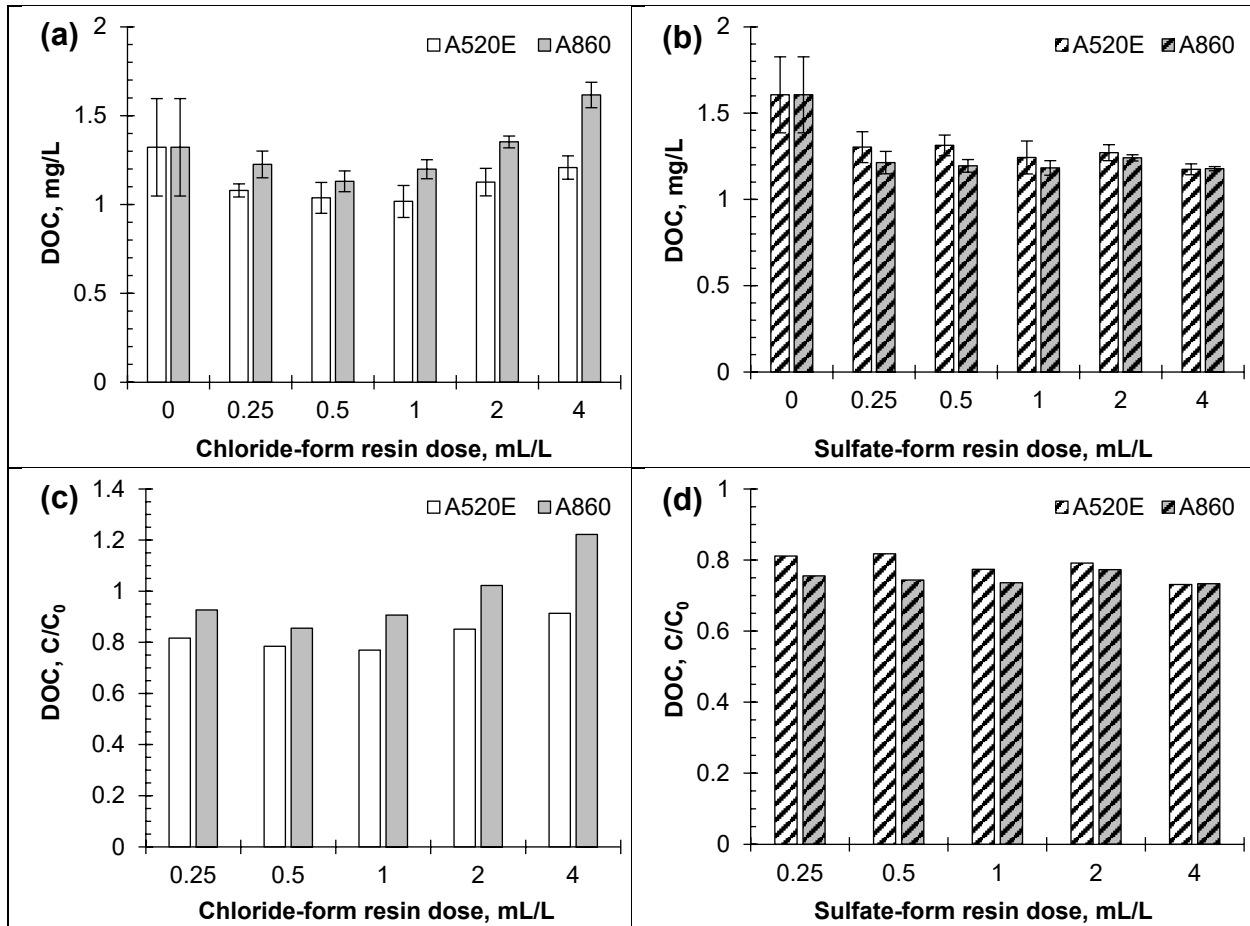 (a)
A520E A860
DOC, mg/L
2
1.5
1
0.5
0
0 0.25 0.5 1 2 4
Chloride-form resin dose, mL/L
(b)
A520E A860
DOC, mg/L
2
1.5
1
0.5
0
0 0.25 0.5 1 2 4
Sulfate-form resin dose, mL/L
(c)
A520E A860
DOC, C/C₀
1.4
1.2
1
0.8
0.6
0.4
0.2
0
0.25 0.5 1 2 4
Chloride-form resin dose, mL/L
(d)
A520E A860
DOC, C/C₀
1
0.8
0.6
0.4
0.2
0
0.25 0.5 1 2 4
Sulfate-form resin dose, mL/L